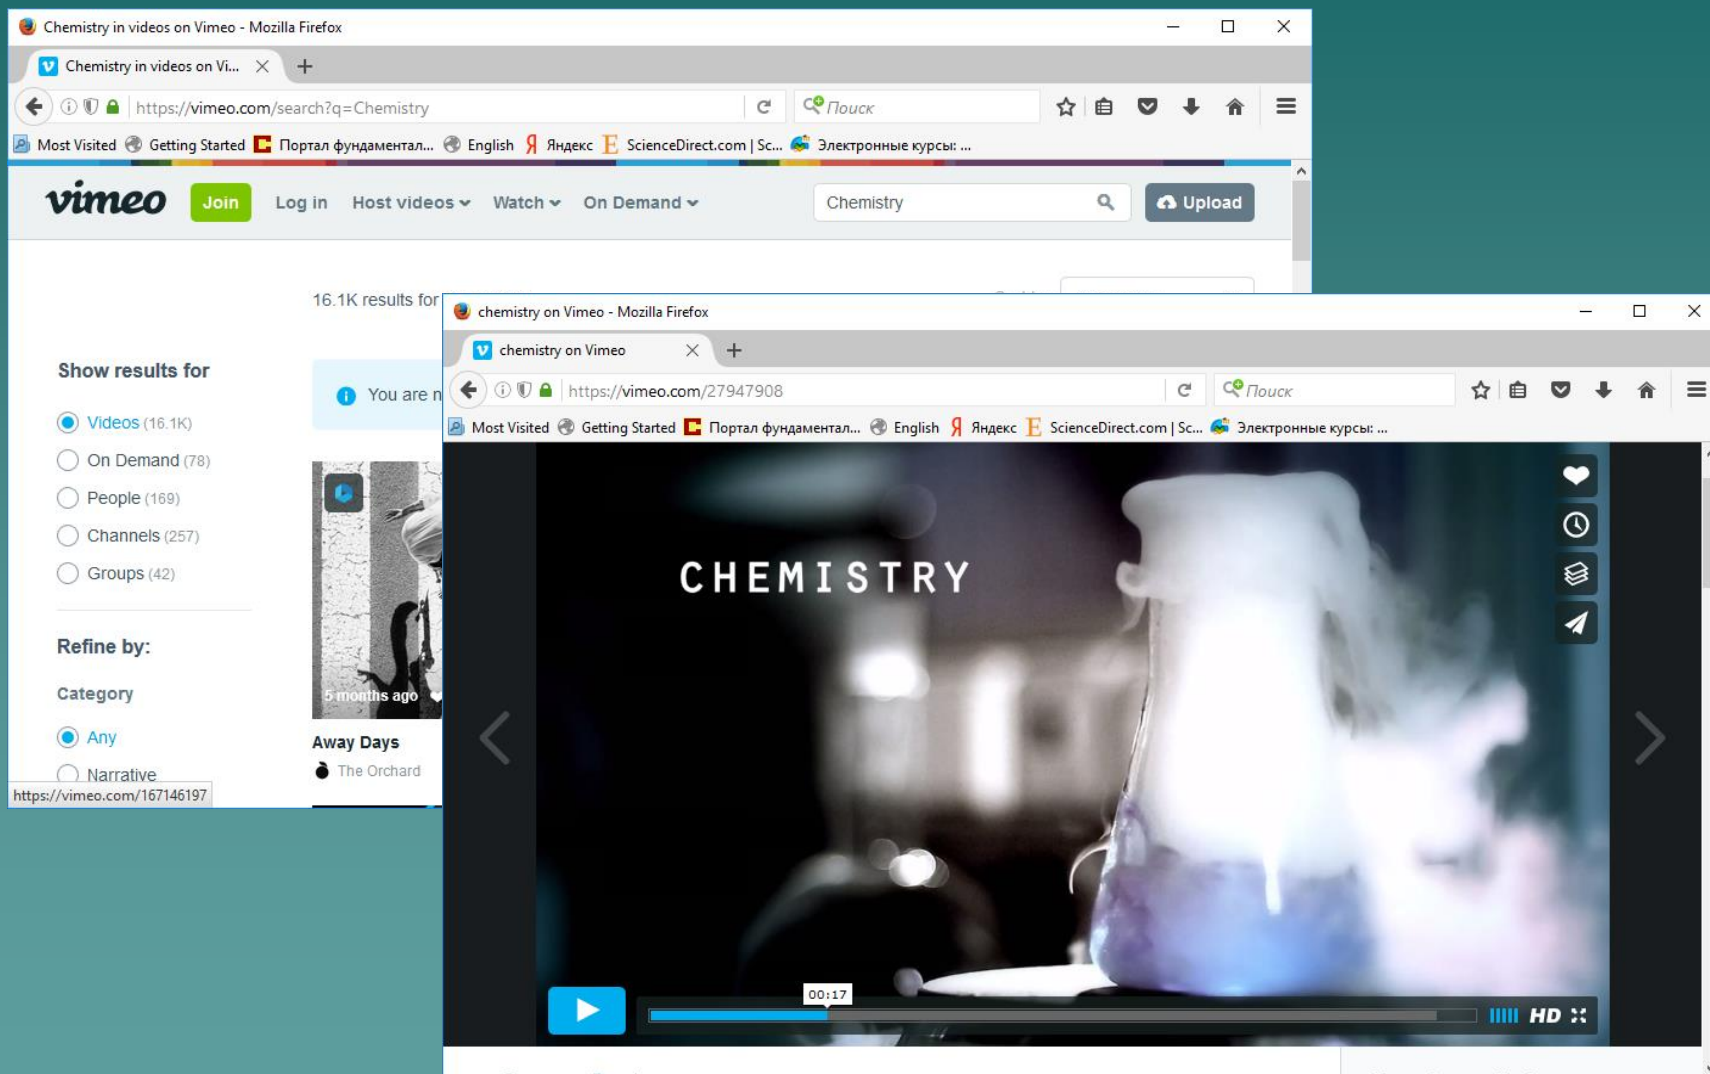 Chemistry in videos on Vimeo - Mozilla Firefox
Chemistry in videos on Vi...
https://vimeo.com/search?q=Chemistry
Поиск
Most Visited Getting Started Портал фундаментал... English Яндекс ScienceDirect.com | Sc... Электронные курсы: ...
vimeo Join Log in Host videos Watch On Demand Chemistry Upload
16.1K results for
Show results for
You are n
Videos (16.1K)
On Demand (78)
People (169)
Channels (257)
Groups (42)
Refine by:
Category
Any
Narrative
https://vimeo.com/167146197
5 months ago
Away Days
The Orchard
chemistry on Vimeo - Mozilla Firefox
chemistry on Vimeo
https://vimeo.com/27947908
Поиск
Most Visited Getting Started Портал фундаментал... English Яндекс ScienceDirect.com | Sc... Электронные курсы: ...
CHEMISTRY
00:17
HD